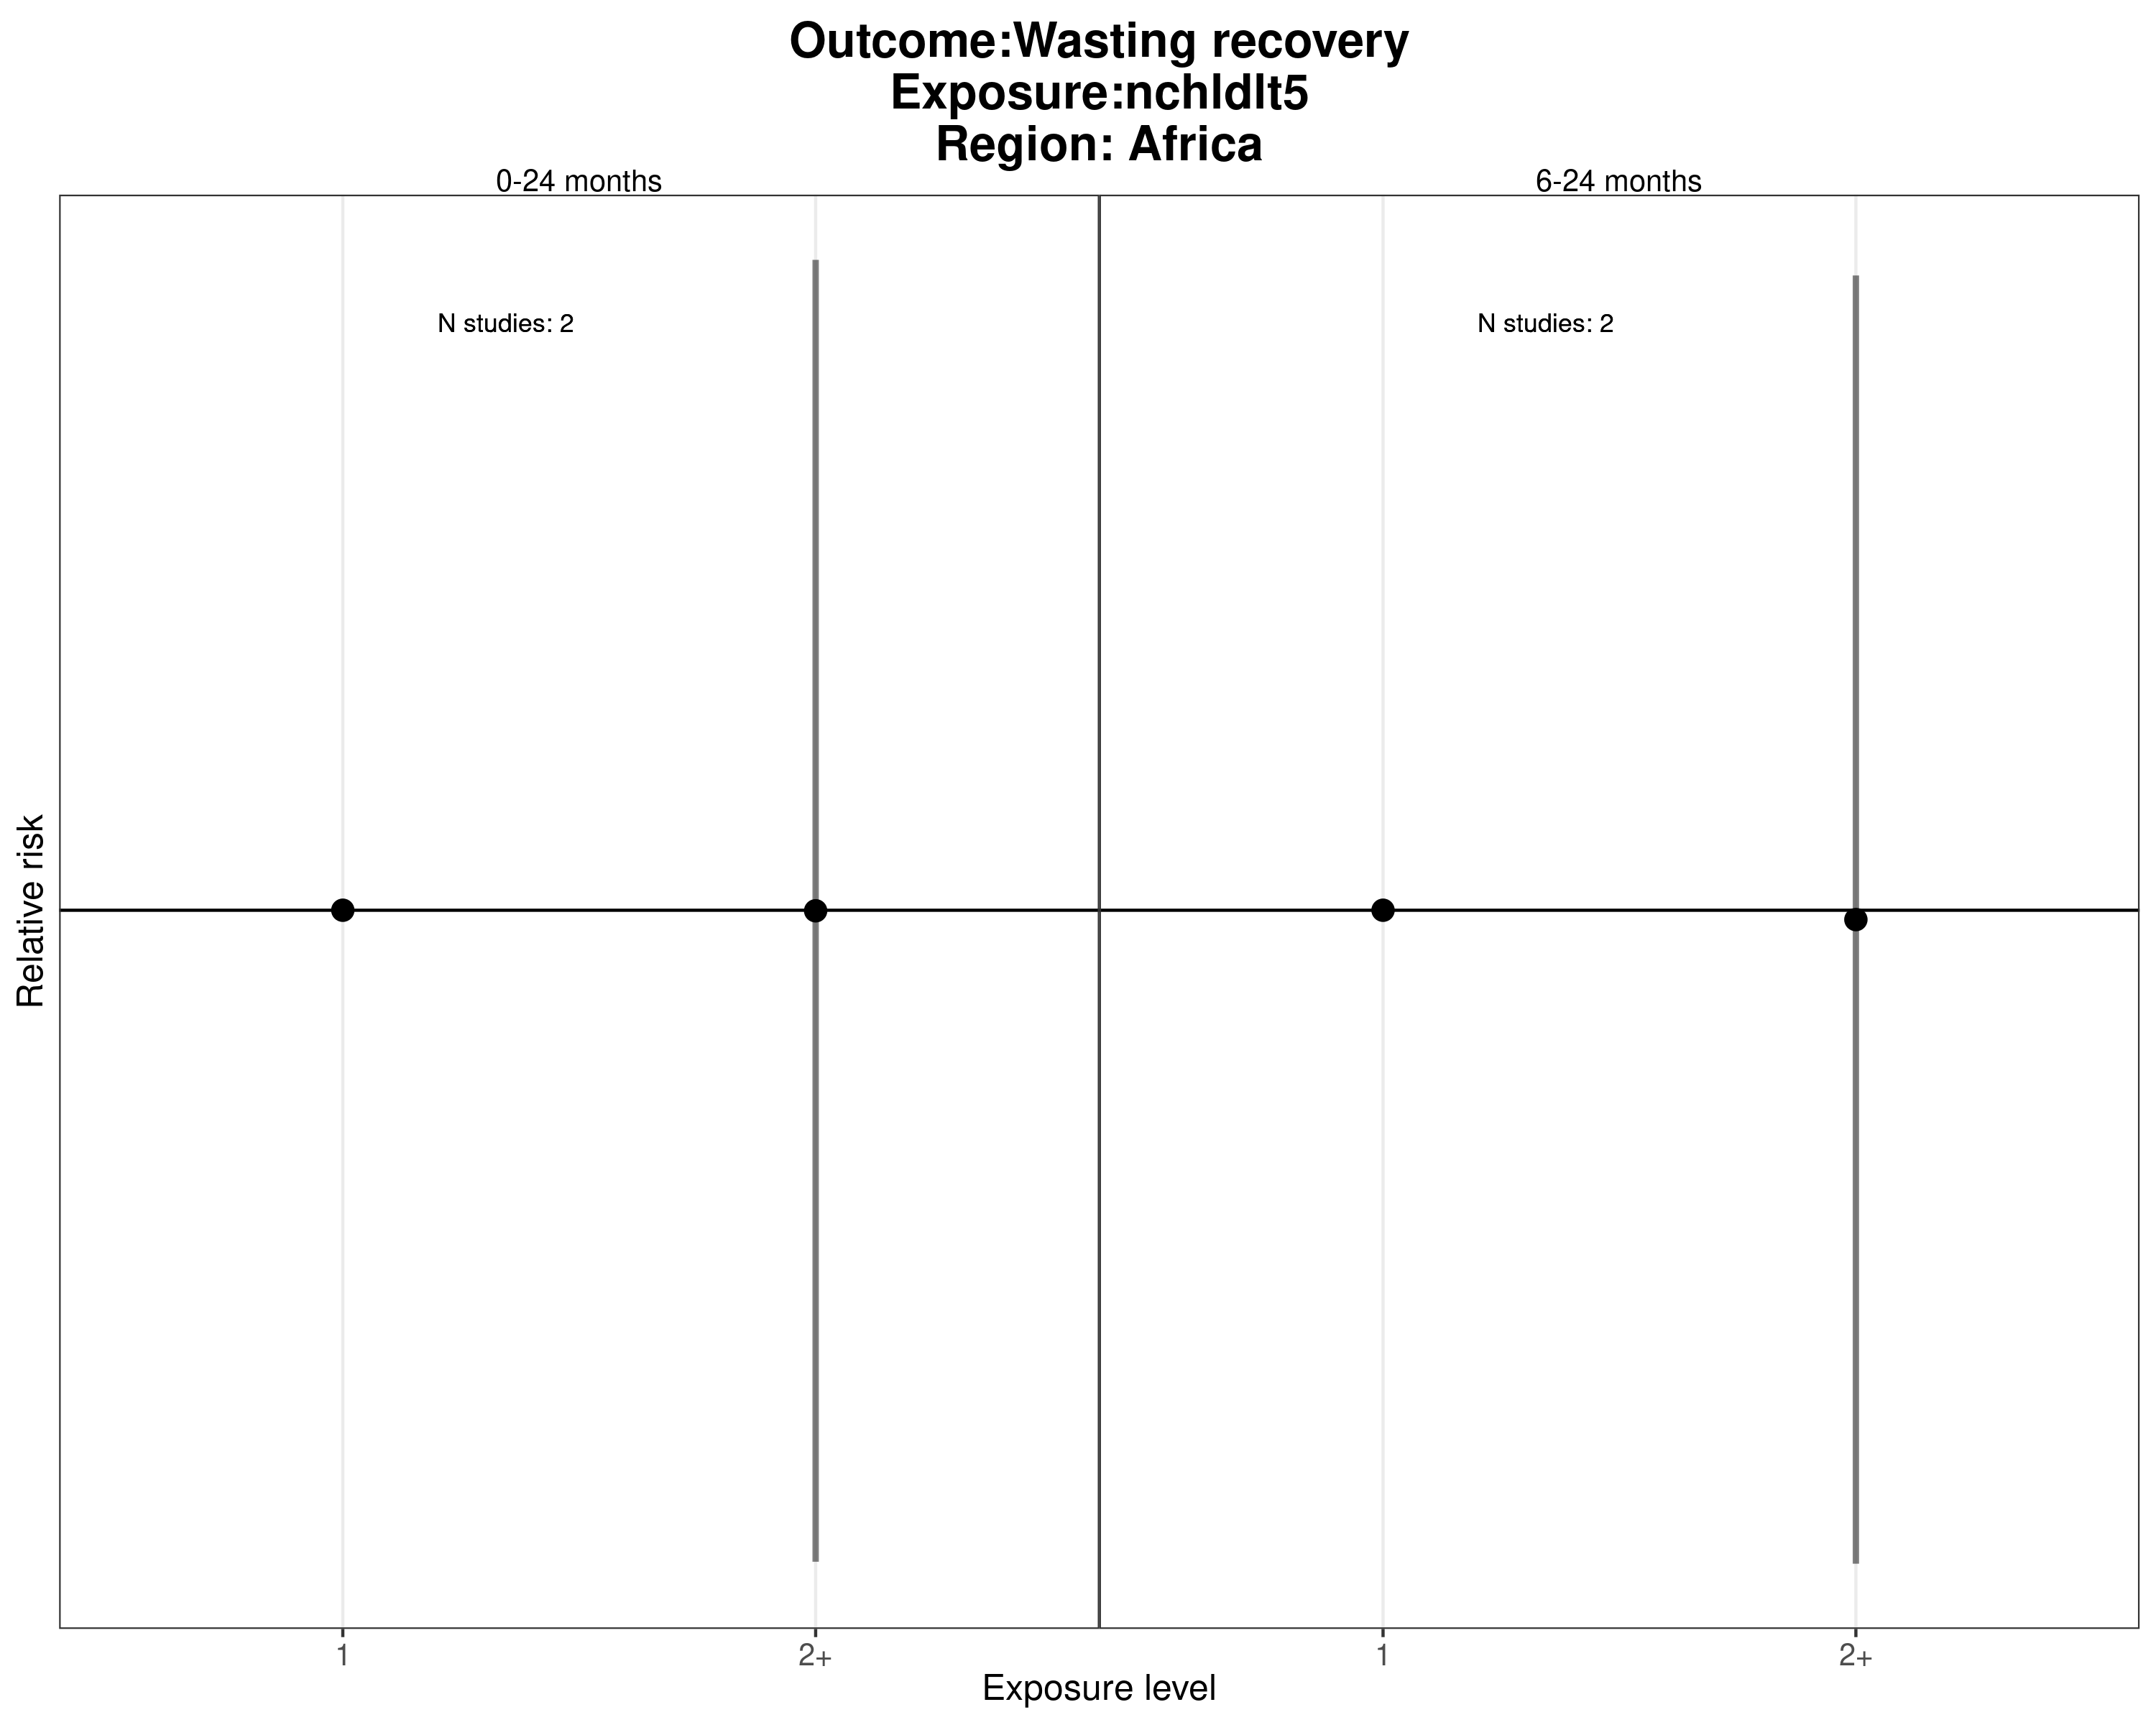 Outcome:Wasting recovery
Exposure:nchldlt5
Region: Africa
0-24 months
6-24 months
N studies: 2
N studies: 2
Relative risk
1
2+
1
2+
Exposure level